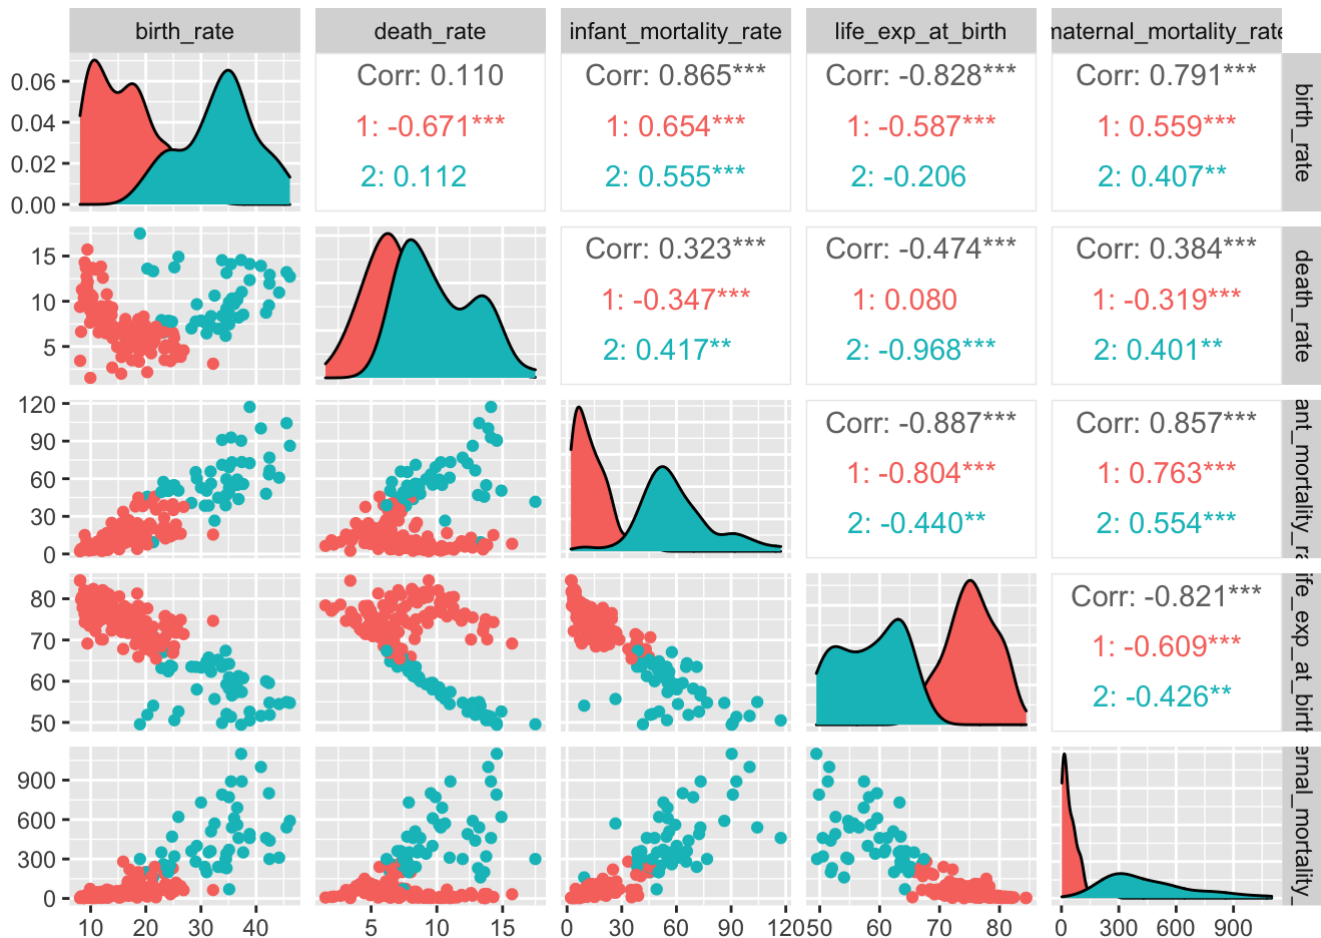 birth_rate death_rate infant_mortality_rate life_exp_at_birth maternal_mortality_rate
0.06 Corr: 0.110 Corr: 0.865*** Corr: -0.828*** Corr: 0.791***
0.04 1: -0.671*** 1: 0.654*** 1: -0.587*** 1: 0.559***
0.02 2: 0.112 2: 0.555*** 2: -0.206 2: 0.407**
0.00
birth_rate
15 Corr: 0.323*** Corr: -0.474*** Corr: 0.384***
10 1: -0.347*** 1: 0.080 1: -0.319***
5 2: 0.417** 2: -0.968*** 2: 0.401**
death_rate
120 Corr: -0.887*** Corr: 0.857***
90
60 1: -0.804*** 1: 0.763***
30 2: -0.440** 2: 0.554***
0
ant_mortality_ra
80 Corr: -0.821***
70 1: -0.609***
60 2: -0.426**
50
ife_exp_at_birth
900
600
300
0
ernal_mortality_
10 20 30 40 5 10 15 0 30 60 90 120 50 60 70 80 0 300 600 900